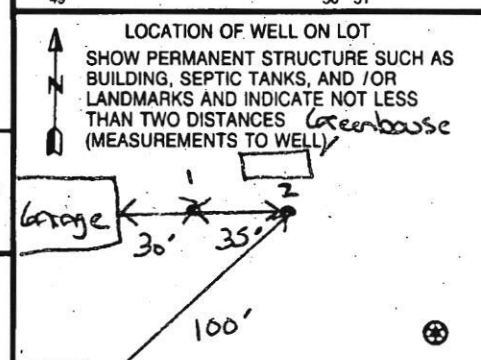 LOCATION OF WELL ON LOT
SHOW PERMANENT STRUCTURE SUCH AS
BUILDING, SEPTIC TANKS, AND /OR
N
LANDMARKS AND INDICATE NOT LESS
THAN TWO DISTANCES Greenhouse
(MEASUREMENTS TO WELL)
1
2
Garage
30'
35'
100'